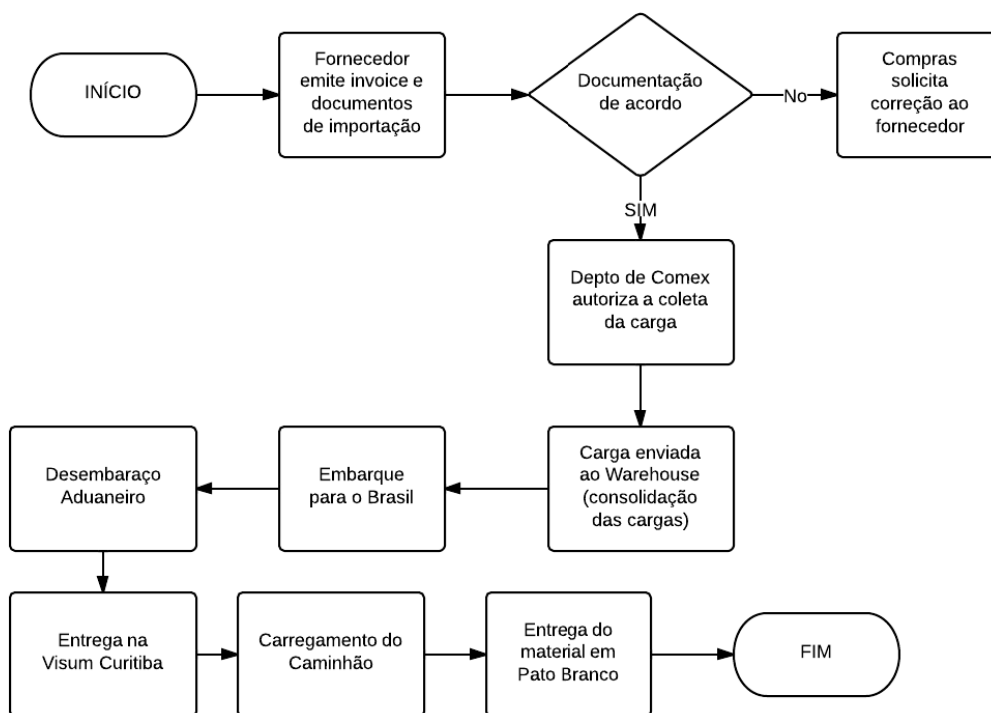 INÍCIO
Fornecedor
emite invoice e
documentos
de importação
Documentação
de acordo
No
Compras
solicita
correção ao
fornecedor
SIM
Depto de Comex
autoriza a coleta
da carga
Carga enviada
ao Warehouse
(consolidação
das cargas)
Embarque
para o Brasil
Desembaraço
Aduaneiro
Entrega na
Visum Curitiba
Carregamento do
Caminhão
Entrega do
material em
Pato Branco
FIM